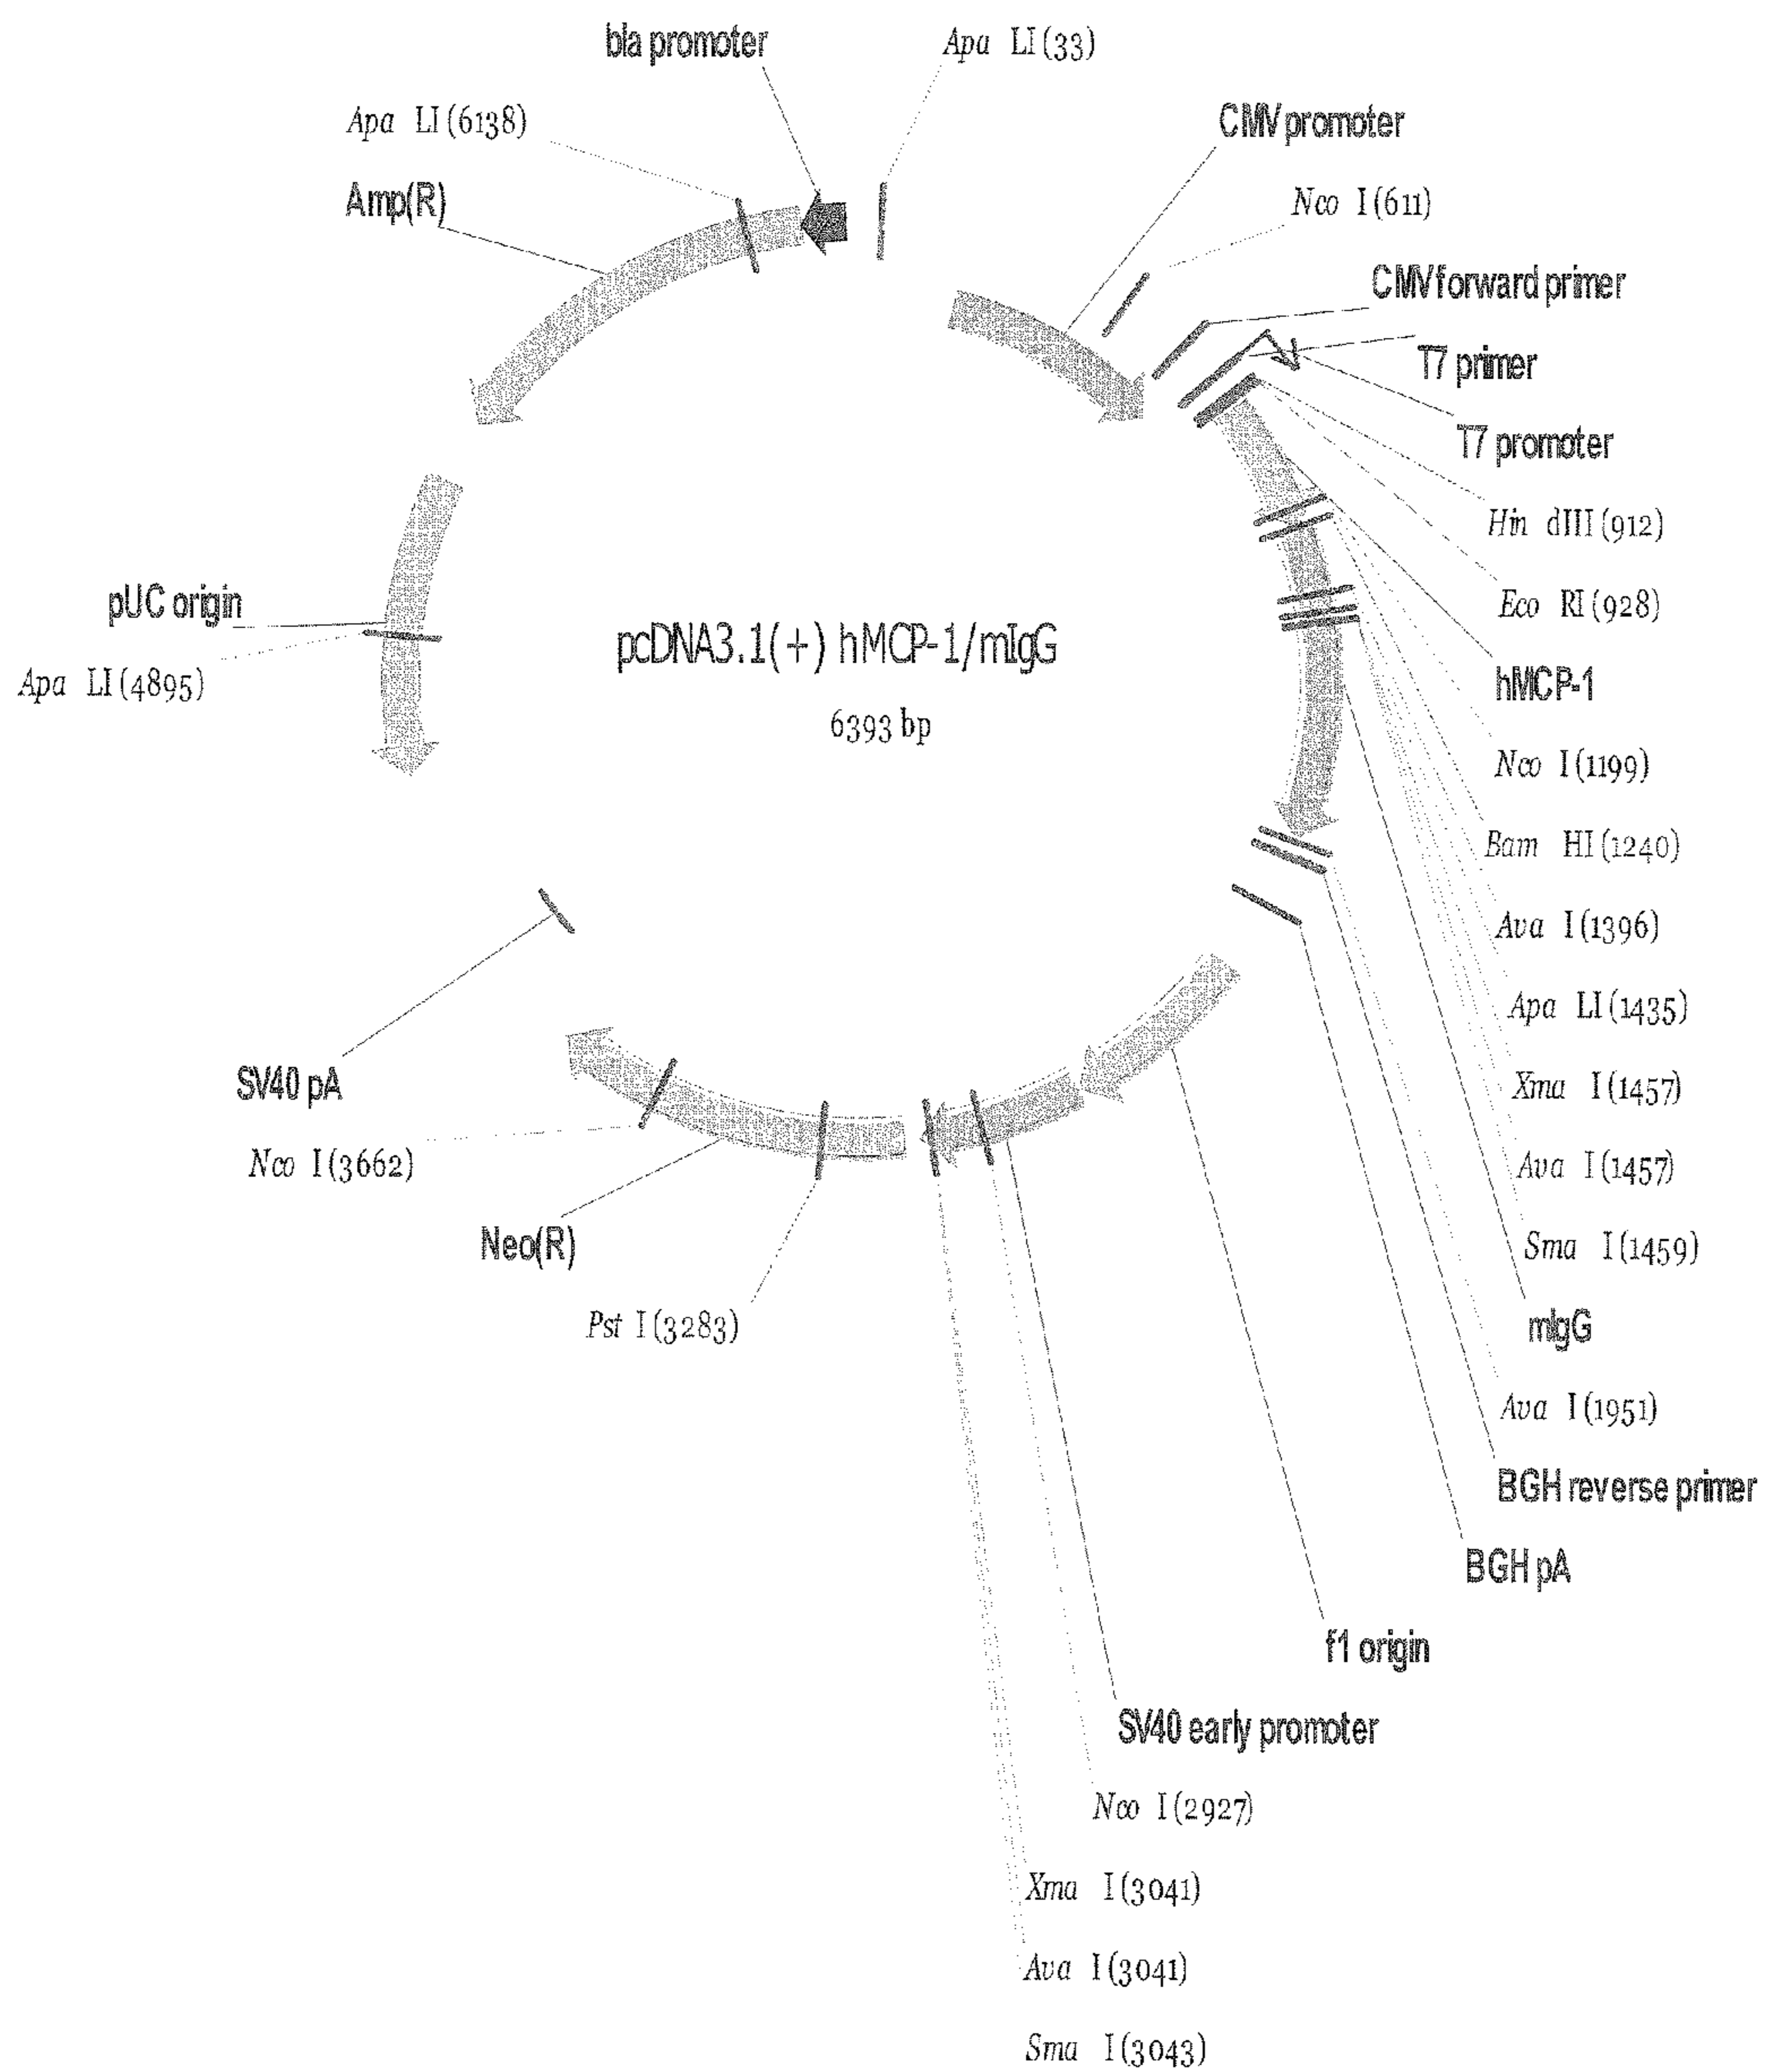 bla promoter
Apa LI (33)
Apa LI (6138)
CMV promoter
Amp(R)
Nco I (611)
CMV forward primer
T7 primer
T7 promoter
Hin dIII (912)
Eco RI (928)
pUC origin
pcDNA3.1(+) hMCP-1/mIgG
6393 bp
Apa LI (4895)
hMCP-1
Nco I (1199)
Bam HI (1240)
Ava I (1396)
Apa LI (1435)
SV40 pA
Xma I (1457)
Nco I (3662)
Ava I (1457)
Neo(R)
Sma I (1459)
Pst I (3283)
mIgG
Ava I (1951)
BGH reverse primer
BGH pA
f1 origin
SV40 early promoter
Nco I (2927)
Xma I (3041)
Ava I (3041)
Sma I (3043)